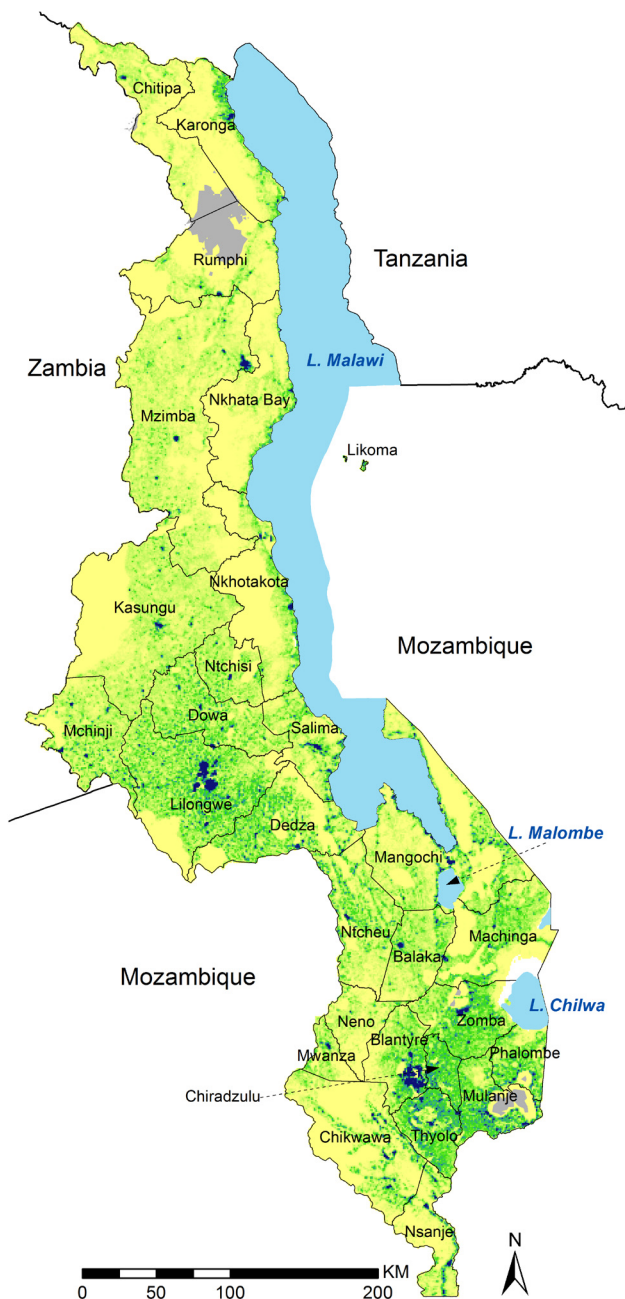 Chitipa
Karonga
Rumphi
Tanzania
Zambia
L. Malawi
Nkhata Bay
Mzimba
Likoma
Nkhotakota
Kasungu
Mozambique
Ntchisi
Dowa
Mchinji
Salima
Lilongwe
Dedza
L. Malombe
Mangochi
Ntcheu
Machinga
Balaka
Mozambique
L. Chilwa
Neno
Zomba
Blantyre
Mwanza
Phalombe
Chiradzulu
Mulanje
Chikwawa
Thyolo
Nsanje
N
KM
0 50 100 200